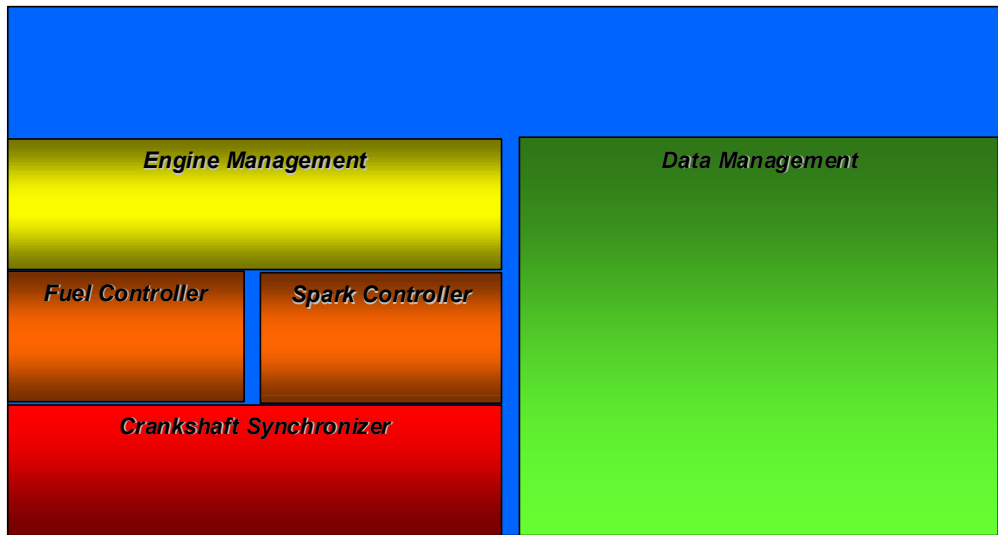 Engine Management
Data Management
Fuel Controller
Spark Controller
Crankshaft Synchronizer